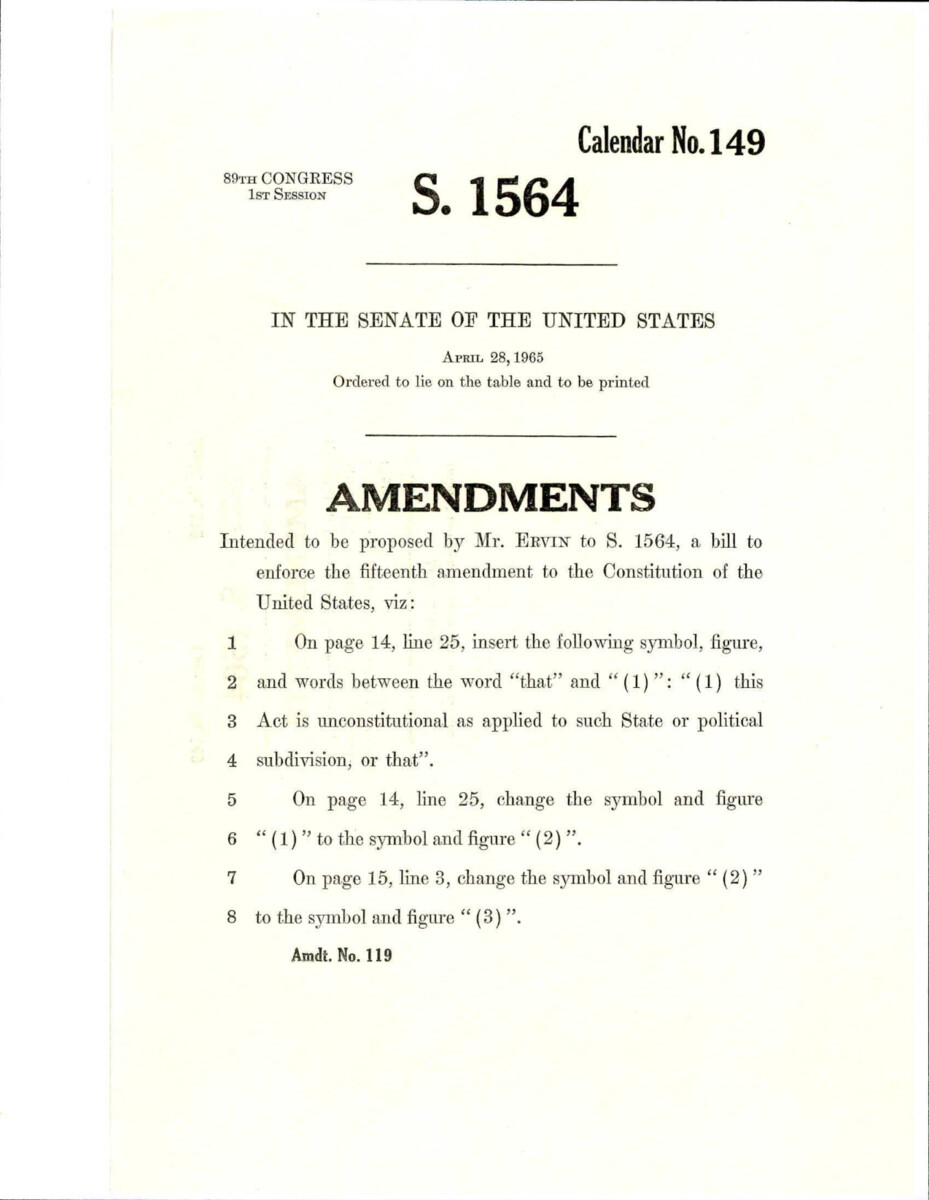 Calendar No. 149
89TH CONGRESS
1ST SESSION
S. 1564
IN THE SENATE OF THE UNITED STATES
APRIL 28, 1965
Ordered to lie on the table and to be printed
AMENDMENTS
Intended to be proposed by Mr. ERVIN to S. 1564, a bill to
enforce the fifteenth amendment to the Constitution of the
United States, viz:
1 On page 14, line 25, insert the following symbol, figure,
2 and words between the word "that" and "(1)": "(1) this
3 Act is unconstitutional as applied to such State or political
4 subdivision, or that".
5 On page 14, line 25, change the symbol and figure
6 "(1)" to the symbol and figure "(2)".
7 On page 15, line 3, change the symbol and figure "(2)"
8 to the symbol and figure "(3)".
Amdt. No. 119